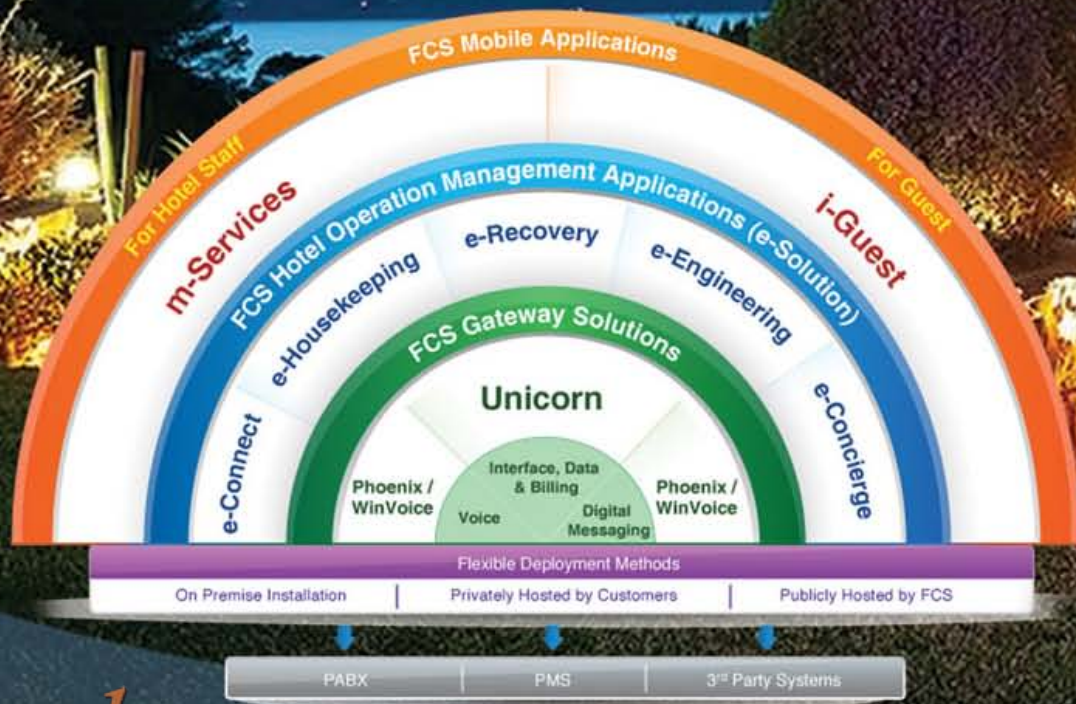 FCS Mobile Applications
For Hotel Staff
For Guest
m-Services
i-Guest
FCS Hotel Operation Management Applications (e-Solution)
e-Connect
e-Housekeeping
e-Recovery
e-Engineering
e-Concierge
FCS Gateway Solutions
Unicorn
Phoenix /
WinVoice
Interface, Data
& Billing
Voice
Digital
Messaging
Phoenix /
WinVoice
Flexible Deployment Methods
On Premise Installation | Privately Hosted by Customers | Publicly Hosted by FCS
PABX | PMS | 3rd Party Systems